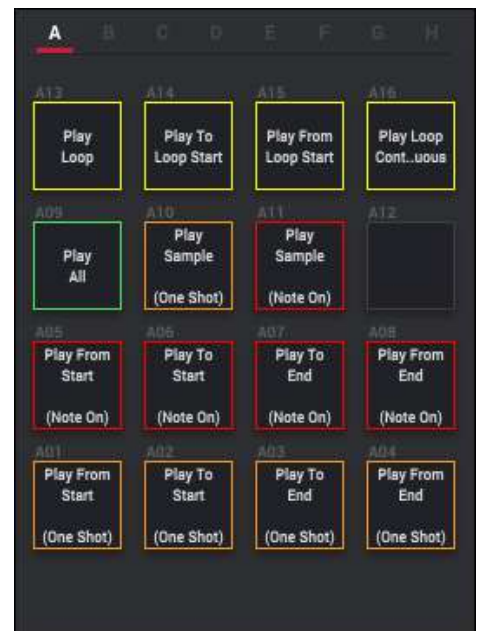 A B C D E F G H
A13 A14 A15 A16
Play Loop
Play To Loop Start
Play From Loop Start
Play Loop Cont..uous
A09 A10 A11 A12
Play All
Play Sample (One Shot)
Play Sample (Note On)
A05 A06 A07 A08
Play From Start (Note On)
Play To Start (Note On)
Play To End (Note On)
Play From End (Note On)
A01 A02 A03 A04
Play From Start (One Shot)
Play To Start (One Shot)
Play To End (One Shot)
Play From End (One Shot)